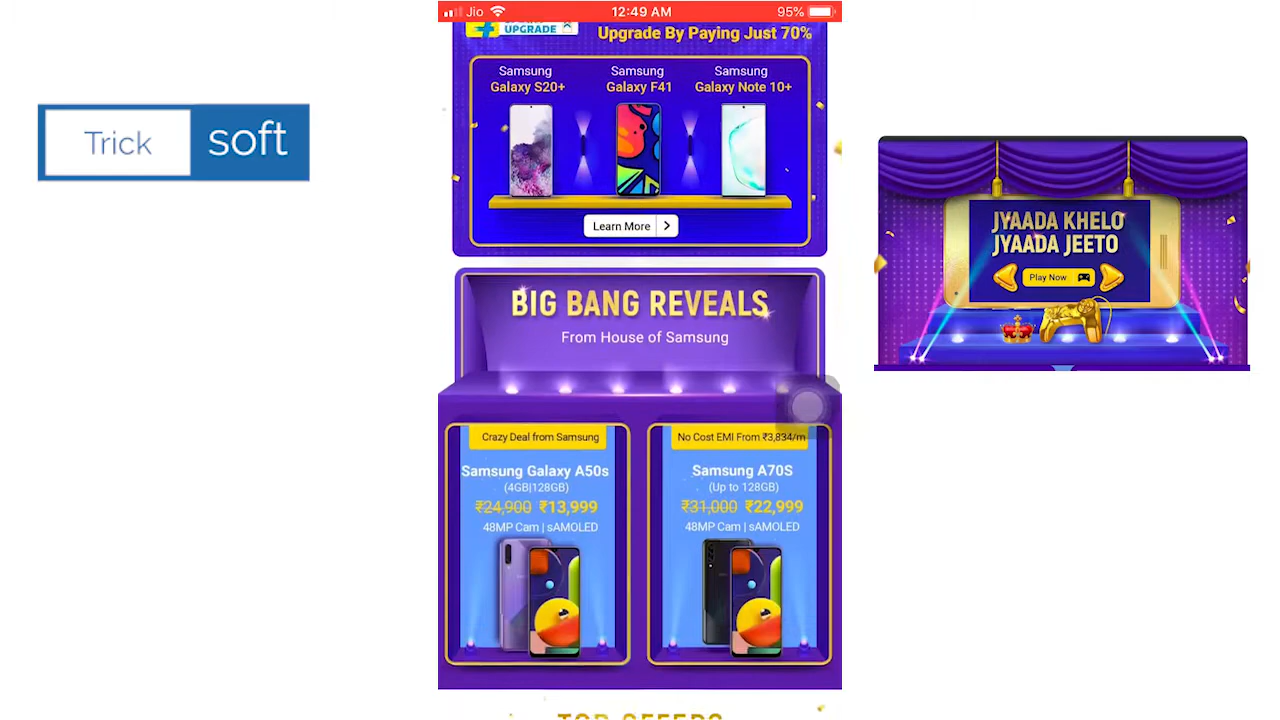 Trick
soft
Jio
12:49 AM
95%
UPGRADE
Upgrade By Paying Just 70%
Samsung
Galaxy S20+
Samsung
Galaxy F41
Samsung
Galaxy Note 10+
Learn More
BIG BANG REVEALS
From House of Samsung
Crazy Deal from Samsung
Samsung Galaxy A50s
(4GB|128GB)
₹24,900 ₹13,999
48MP Cam | sAMOLED
No Cost EMI From ₹3,834/m
Samsung A70S
(Up to 128GB)
₹31,000 ₹22,999
48MP Cam | sAMOLED
TOP OFFERS
JYAADA KHELO
JYAADA JEETO
Play Now